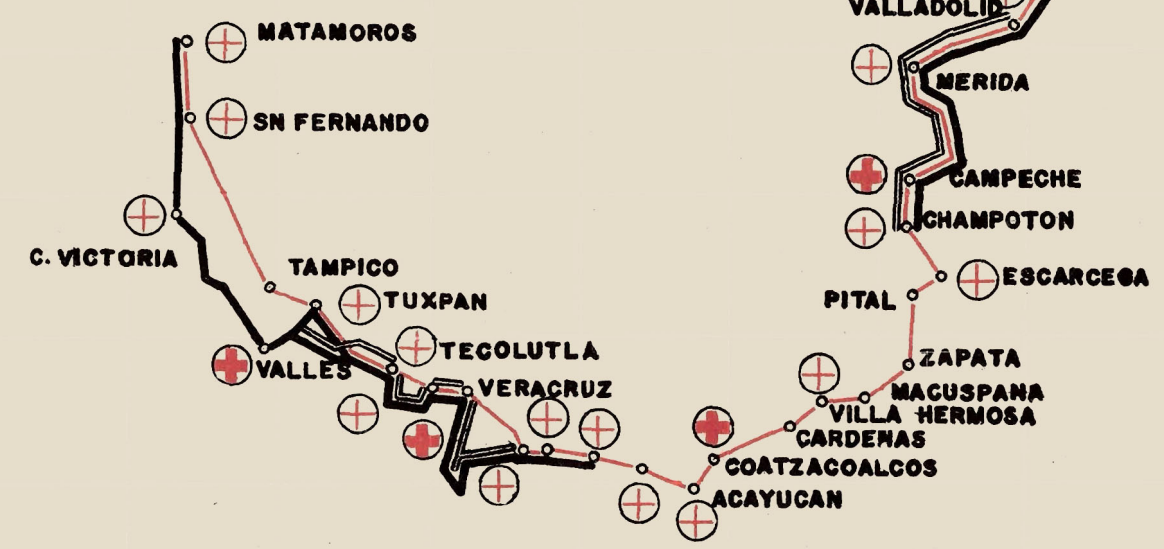 VALLADOLID
MATAMOROS
MERIDA
SN FERNANDO
CAMPECHE
CHAMPOTON
C. VICTORIA
TAMPICO
ESCARCEGA
TUXPAN
PITAL
TECOLUTLA
ZAPATA
VALLES
VERACRUZ
MACUSPANA
VILLA HERMOSA
CARDENAS
COATZACOALCOS
ACAYUCAN